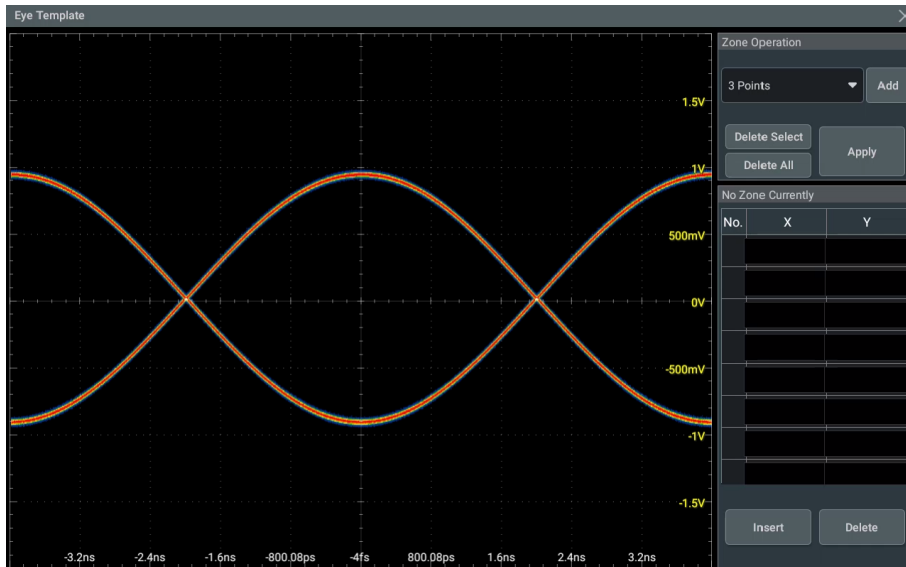 Eye Template
Zone Operation
3 Points
Add
Delete Select
Delete All
Apply
No Zone Currently
No. X Y
Insert
Delete
1.5V
1V
500mV
0V
-500mV
-1V
-1.5V
-3.2ns -2.4ns -1.6ns -800.08ps -4fs 800.08ps 1.6ns 2.4ns 3.2ns